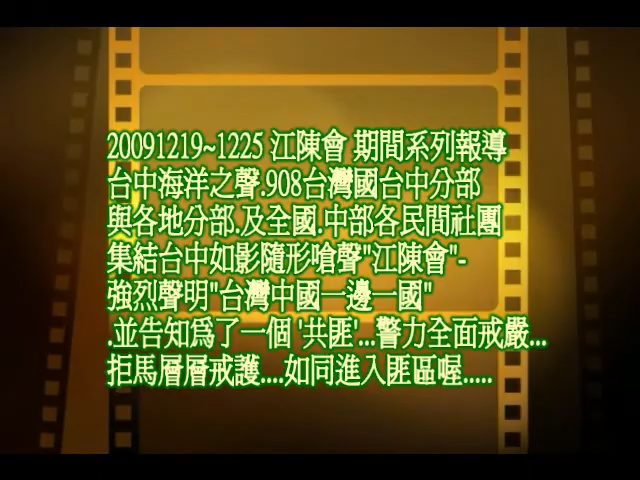 20091219~1225 江陳會 期間系列報導
台中海洋之聲.908台灣國台中分部
與各地分部.及全國.中部各民間社團
集結台中如影隨形嗆聲"江陳會"-
強烈聲明"台灣中國一邊一國"
.並告知為了一個 '共匪'...警力全面戒嚴...
拒馬層層戒護....如同進入匪區喔.....